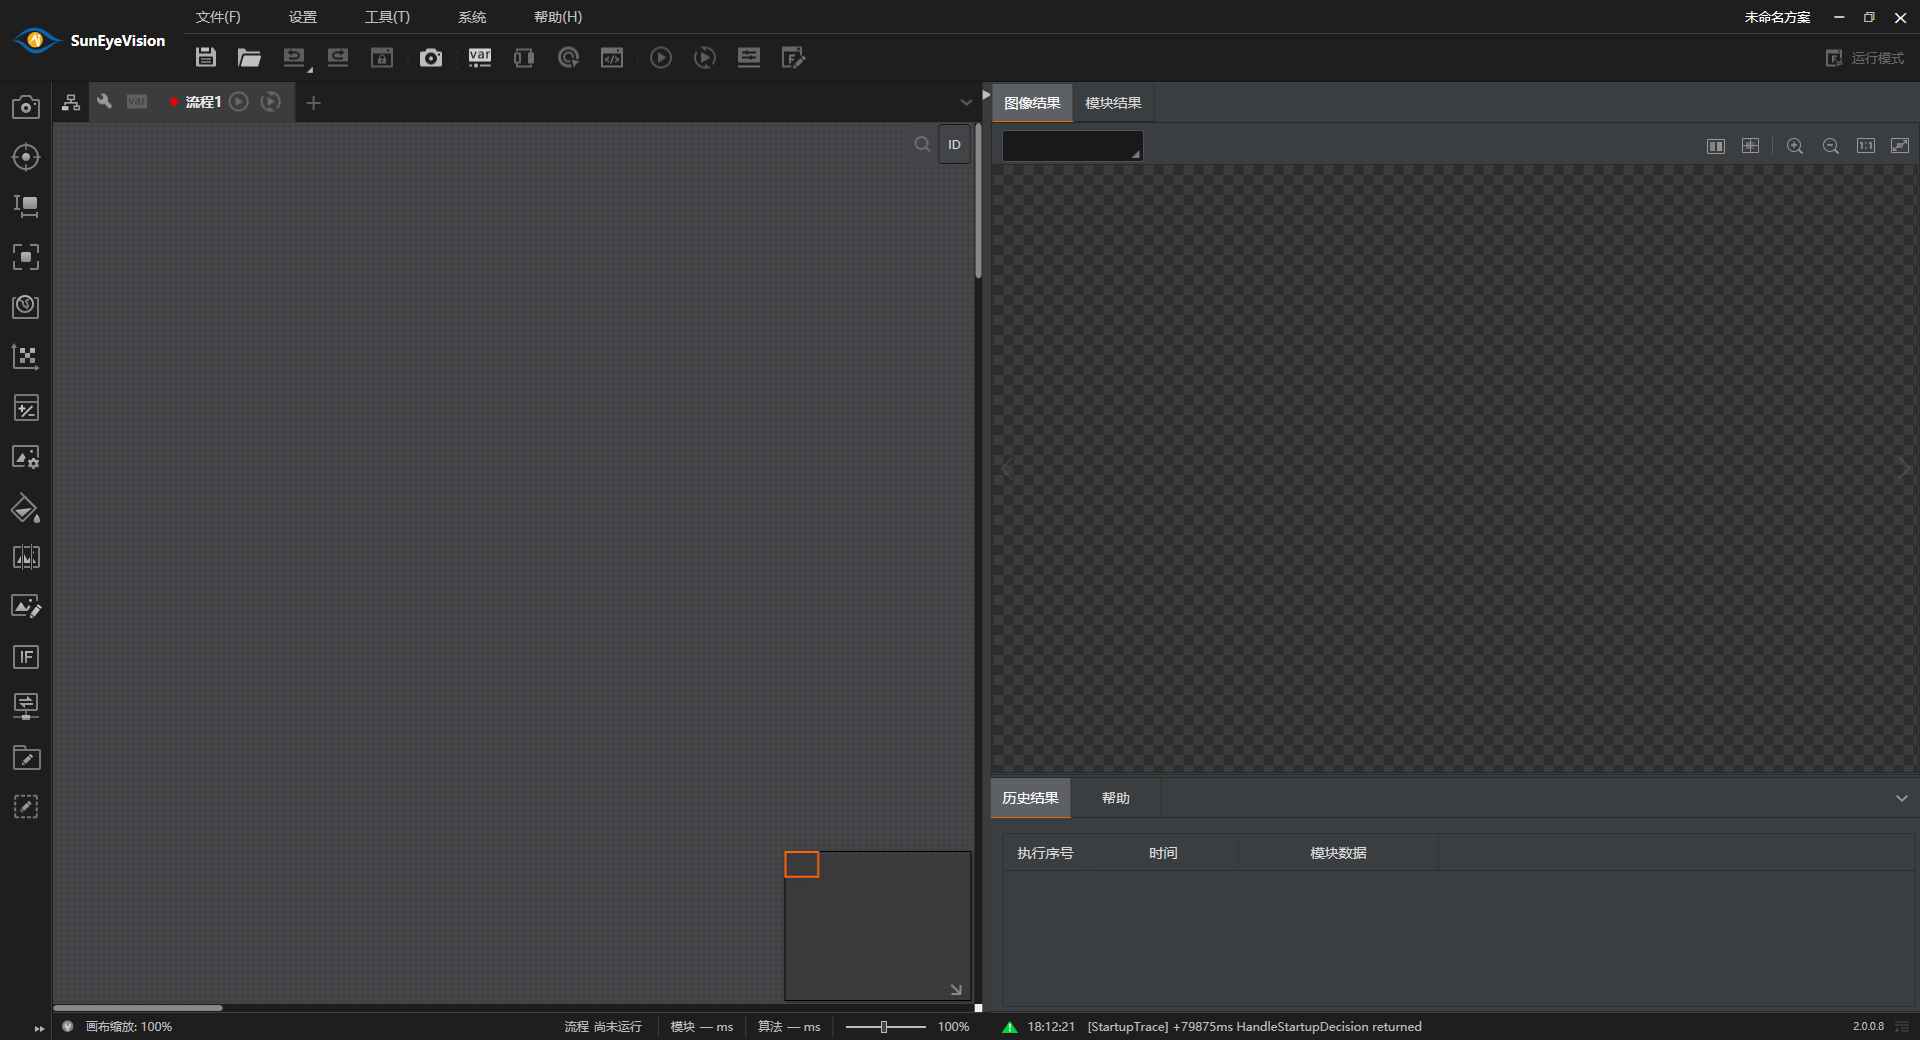 文件(F) 设置 工具(T) 系统 帮助(H) 未命名方案
SunEyeVision
var
运行模式
var 流程1
图像结果 模块结果
ID
1:1
IF
历史结果 帮助
执行序号 时间 模块数据
画布缩放: 100% 流程 尚未运行 模块 — ms 算法 — ms 100% 18:12:21 [StartupTrace] +79875ms HandleStartupDecision returned 2.0.0.8